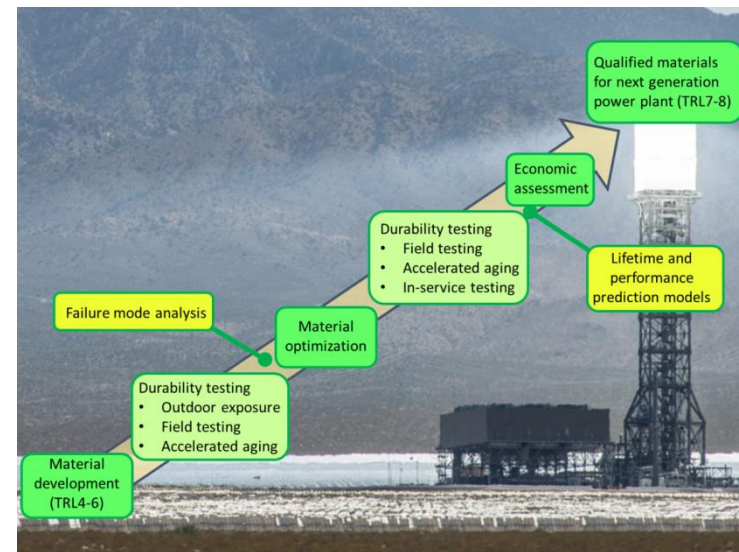 Qualified materials
for next generation
power plant (TRL7-8)
Economic
assessment
Durability testing
• Field testing
• Accelerated aging
• In-service testing
Lifetime and
performance
prediction models
Failure mode analysis
Material
optimization
Durability testing
• Outdoor exposure
• Field testing
• Accelerated aging
Material
development
(TRL4-6)